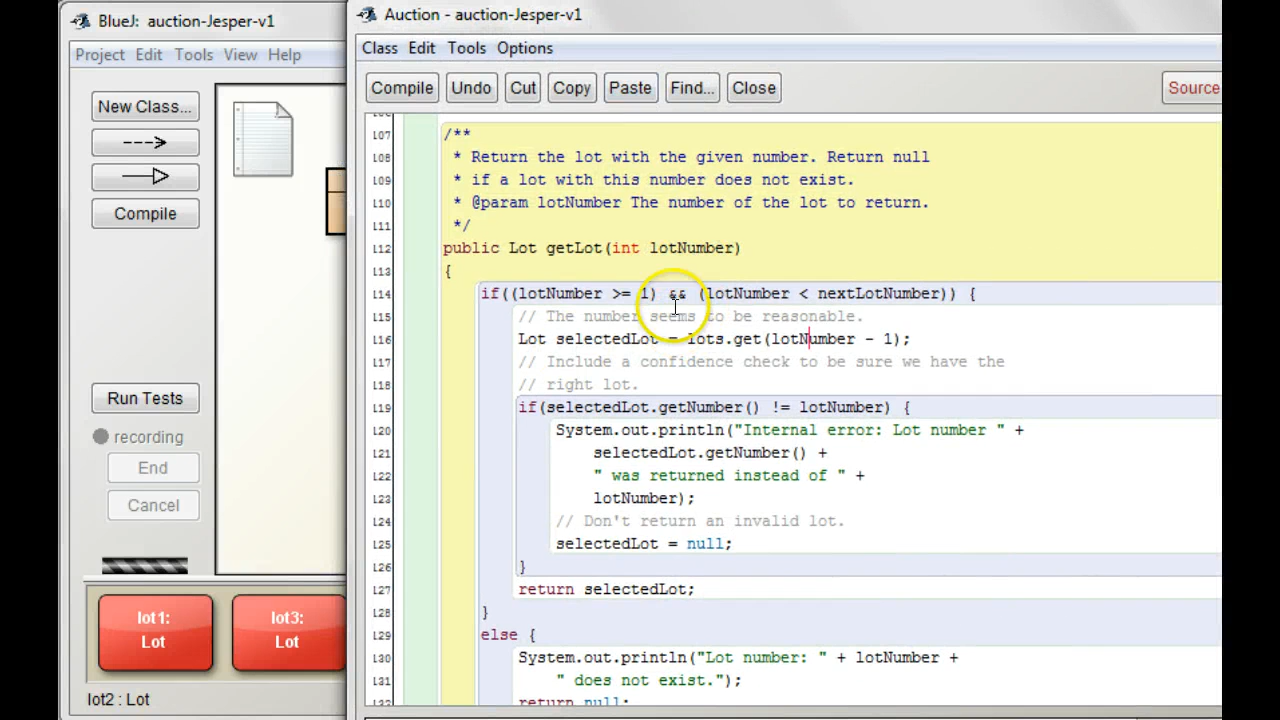 BlueJ: auction-Jesper-v1
Project Edit Tools View Help
New Class...
Compile
Run Tests
recording
End
Cancel
lot1:
Lot
lot3:
Lot
lot2 : Lot
Auction - auction-Jesper-v1
Class Edit Tools Options
Compile Undo Cut Copy Paste Find... Close Source
107 /**
108 * Return the lot with the given number. Return null
109 * if a lot with this number does not exist.
110 * @param lotNumber The number of the lot to return.
111 */
112 public Lot getLot(int lotNumber)
113 {
114 if((lotNumber >= 1) && (lotNumber < nextLotNumber)) {
115 // The number seems to be reasonable.
116 Lot selectedLot = lots.get(lotNumber - 1);
117 // Include a confidence check to be sure we have the
118 // right lot.
119 if(selectedLot.getNumber() != lotNumber) {
120 System.out.println("Internal error: Lot number " +
121 selectedLot.getNumber() +
122 " was returned instead of " +
123 lotNumber);
124 // Don't return an invalid lot.
125 selectedLot = null;
126 }
127 return selectedLot;
128 }
129 else {
130 System.out.println("Lot number: " + lotNumber +
131 " does not exist.");
132 return null;